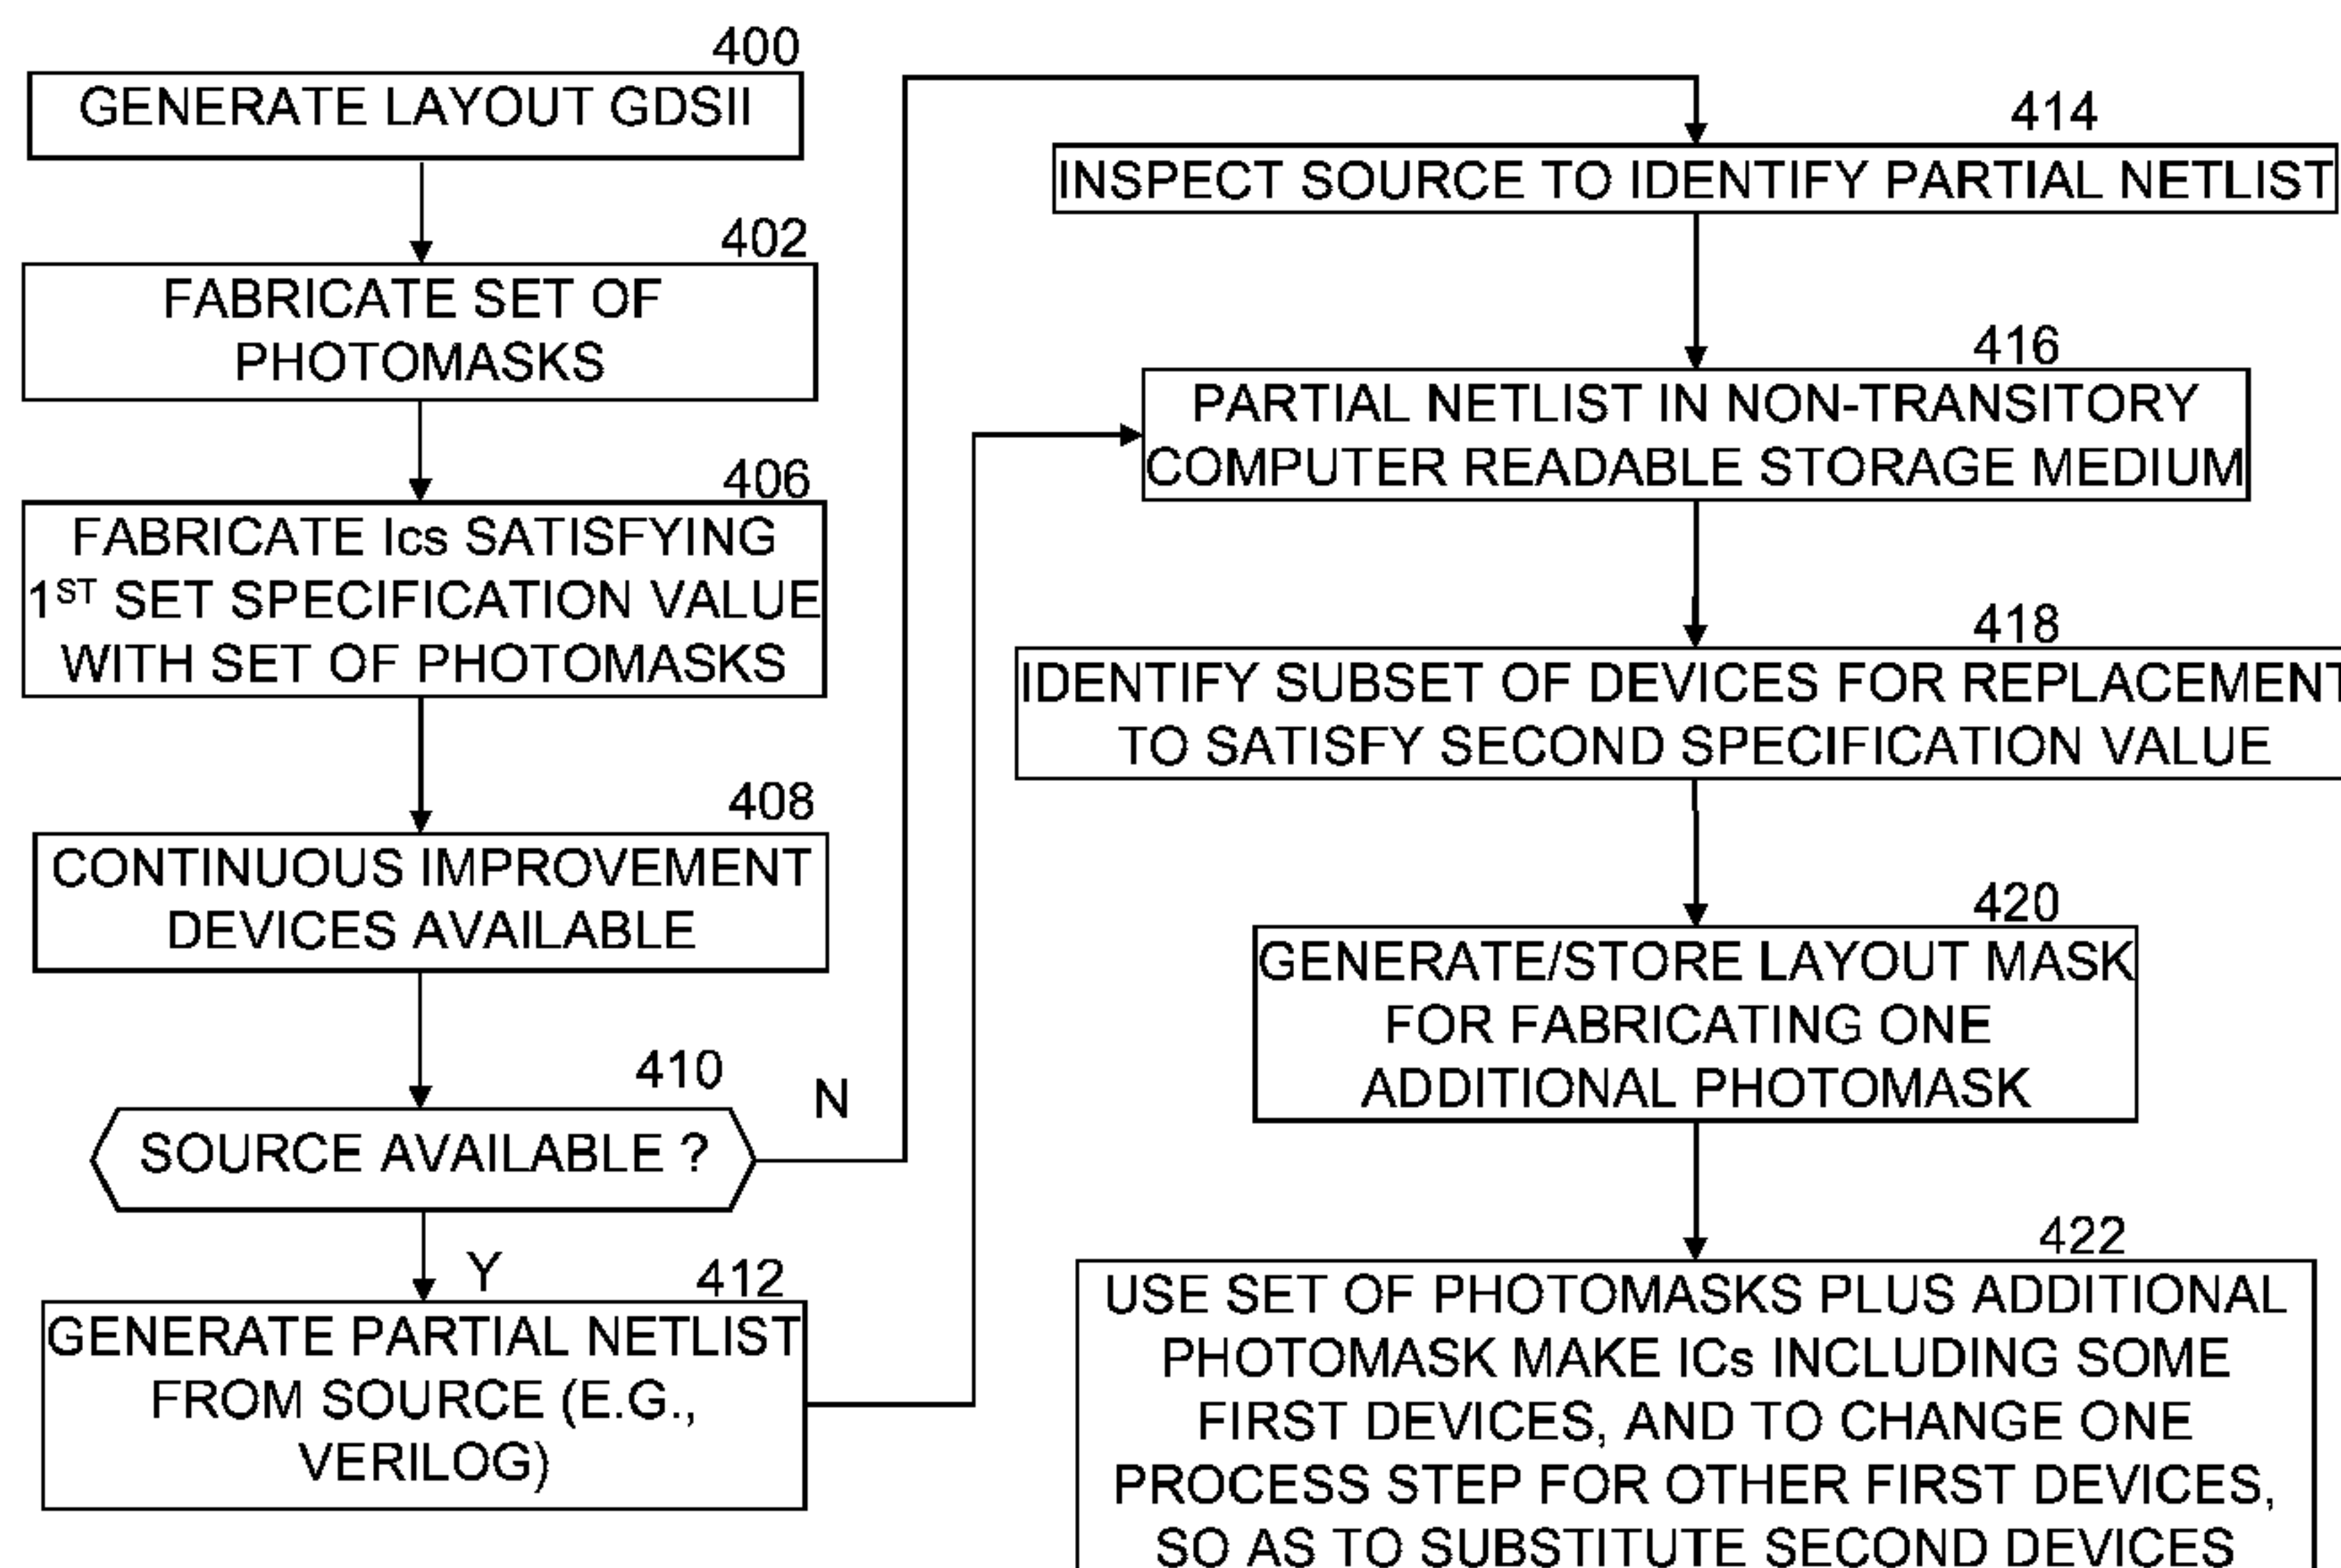 400
GENERATE LAYOUT GDSII
402
FABRICATE SET OF
PHOTOMASKS
406
FABRICATE Ics SATISFYING
1ST SET SPECIFICATION VALUE
WITH SET OF PHOTOMASKS
408
CONTINUOUS IMPROVEMENT
DEVICES AVAILABLE
410
SOURCE AVAILABLE ?
N
Y
412
GENERATE PARTIAL NETLIST
FROM SOURCE (E.G.,
VERILOG)
414
INSPECT SOURCE TO IDENTIFY PARTIAL NETLIST
416
PARTIAL NETLIST IN NON-TRANSITORY
COMPUTER READABLE STORAGE MEDIUM
418
IDENTIFY SUBSET OF DEVICES FOR REPLACEMENT
TO SATISFY SECOND SPECIFICATION VALUE
420
GENERATE/STORE LAYOUT MASK
FOR FABRICATING ONE
ADDITIONAL PHOTOMASK
422
USE SET OF PHOTOMASKS PLUS ADDITIONAL
PHOTOMASK MAKE ICs INCLUDING SOME
FIRST DEVICES, AND TO CHANGE ONE
PROCESS STEP FOR OTHER FIRST DEVICES,
SO AS TO SUBSTITUTE SECOND DEVICES